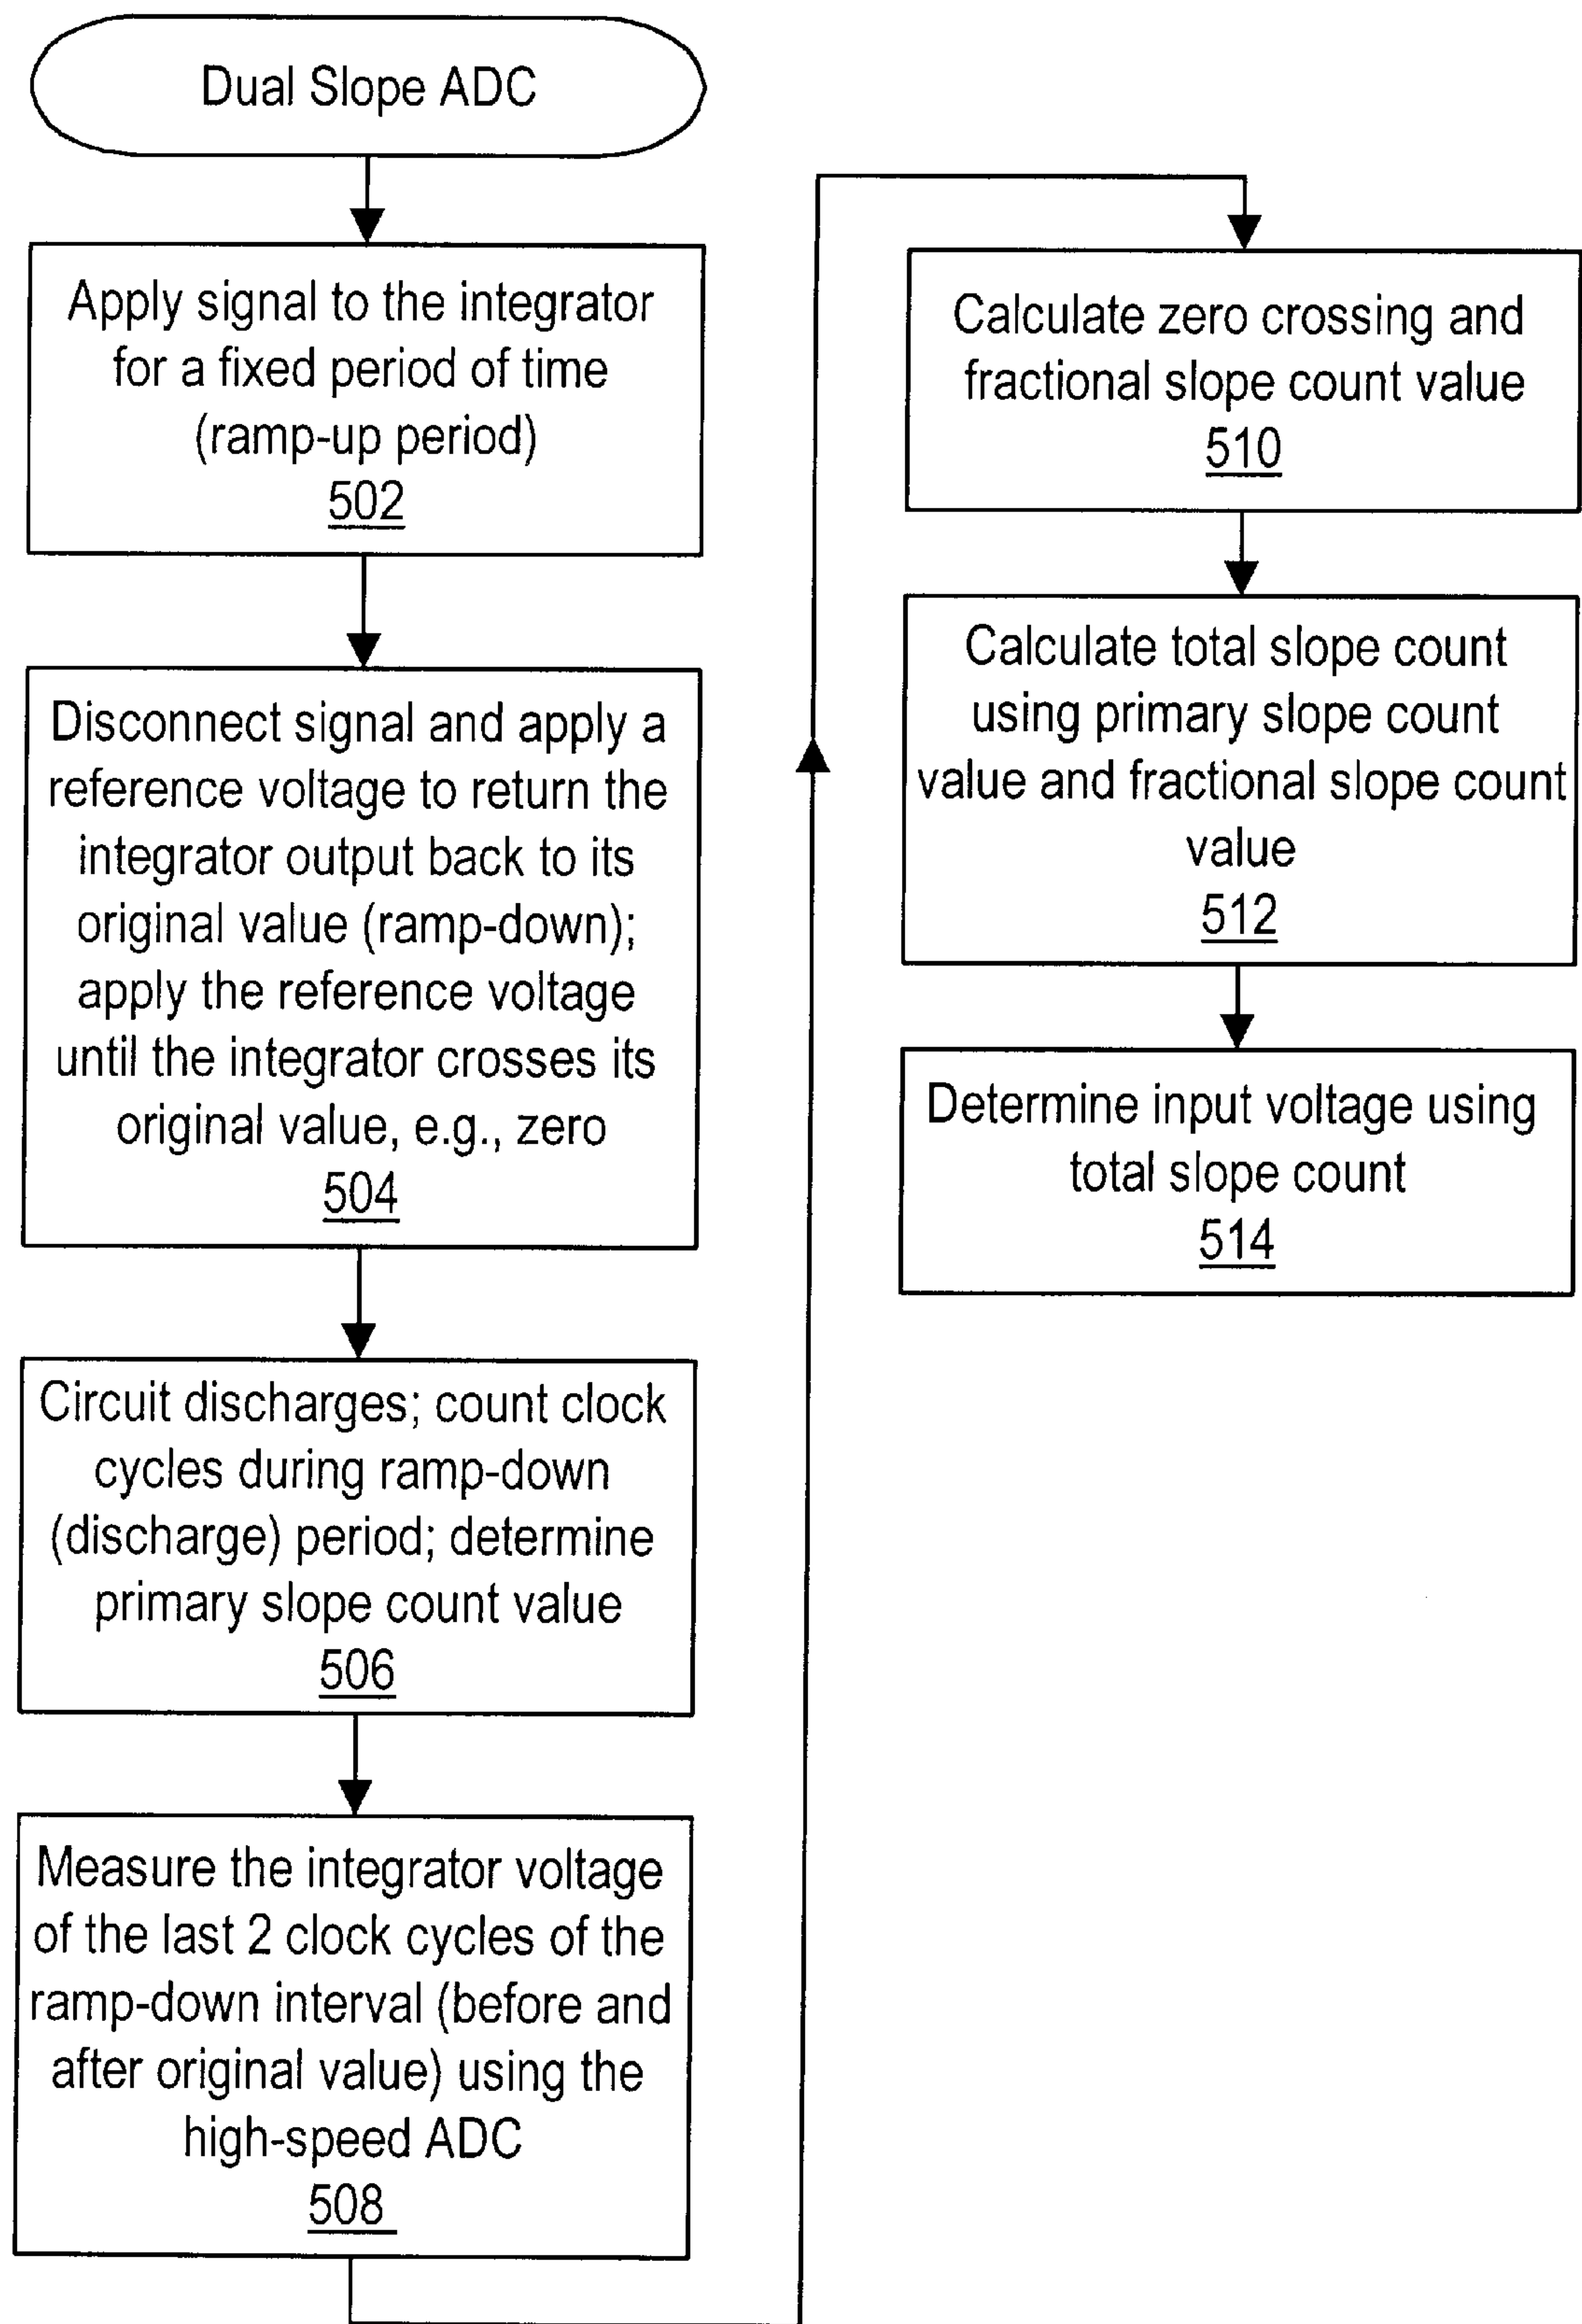 Dual Slope ADC
Apply signal to the integrator
for a fixed period of time
(ramp-up period)
502
Disconnect signal and apply a
reference voltage to return the
integrator output back to its
original value (ramp-down);
apply the reference voltage
until the integrator crosses its
original value, e.g., zero
504
Circuit discharges; count clock
cycles during ramp-down
(discharge) period; determine
primary slope count value
506
Measure the integrator voltage
of the last 2 clock cycles of the
ramp-down interval (before and
after original value) using the
high-speed ADC
508
Calculate zero crossing and
fractional slope count value
510
Calculate total slope count
using primary slope count
value and fractional slope count
value
512
Determine input voltage using
total slope count
514